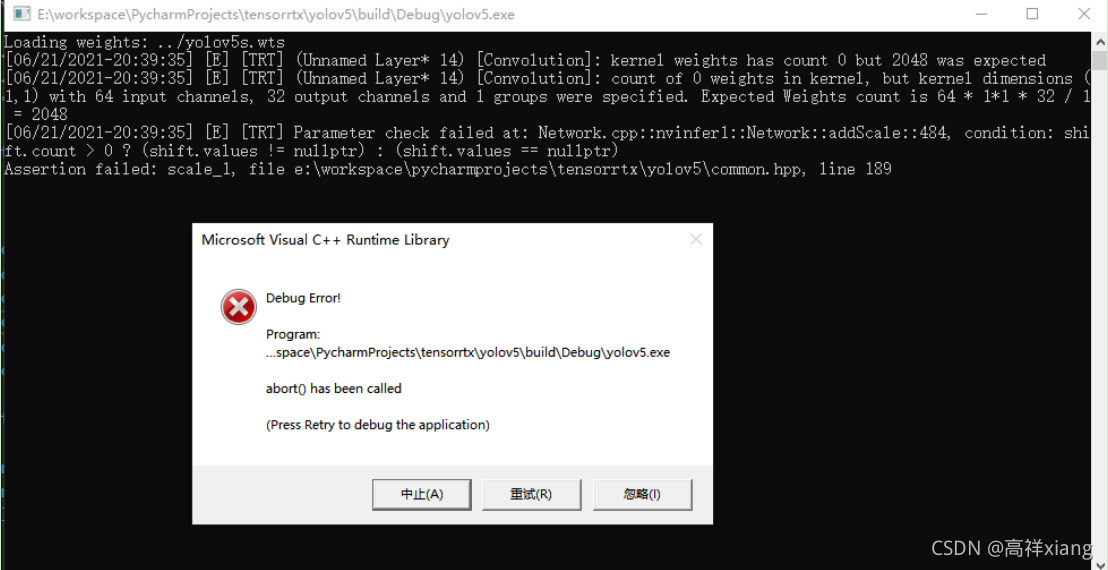 E:\workspace\PycharmProjects\tensorrtx\yolov5\build\Debug\yolov5.exe
Loading weights: ../yolov5s.wts
[06/21/2021-20:39:35] [E] [TRT] (Unnamed Layer* 14) [Convolution]: kernel weights has count 0 but 2048 was expected
[06/21/2021-20:39:35] [E] [TRT] (Unnamed Layer* 14) [Convolution]: count of 0 weights in kernel, but kernel dimensions (
1,1) with 64 input channels, 32 output channels and 1 groups were specified. Expected Weights count is 64 * 1*1 * 32 / 1
= 2048
[06/21/2021-20:39:35] [E] [TRT] Parameter check failed at: Network.cpp::nvinfer1::Network::addScale::484, condition: shi
ft.count > 0 ? (shift.values != nullptr) : (shift.values == nullptr)
Assertion failed: scale_1, file e:\workspace\pycharmprojects\tensorrtx\yolov5\common.hpp, line 189
Microsoft Visual C++ Runtime Library
Debug Error!
Program:
...space\PycharmProjects\tensorrtx\yolov5\build\Debug\yolov5.exe
abort() has been called
(Press Retry to debug the application)
中止(A) 重试(R) 忽略(I)
CSDN @高祥xiang